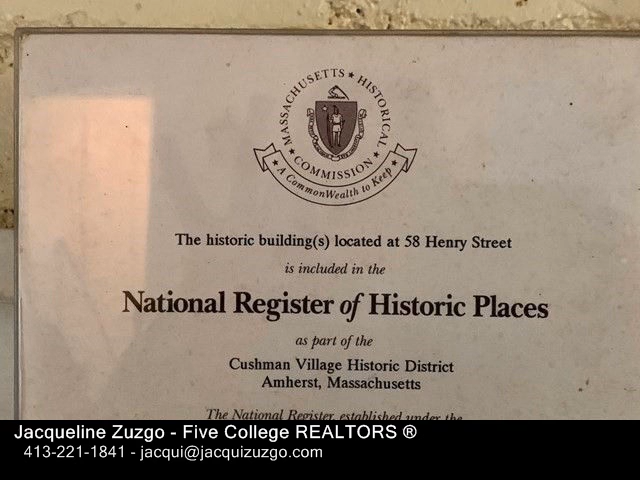 MASSACHUSETTS ★ HISTORICAL ★ COMMISSION ★
A CommonWealth to Keep
The historic building(s) located at 58 Henry Street
is included in the
National Register of Historic Places
as part of the
Cushman Village Historic District
Amherst, Massachusetts
The National Register, established under the
Jacqueline Zuzgo - Five College REALTORS ®
413-221-1841 - jacqui@jacquizuzgo.com